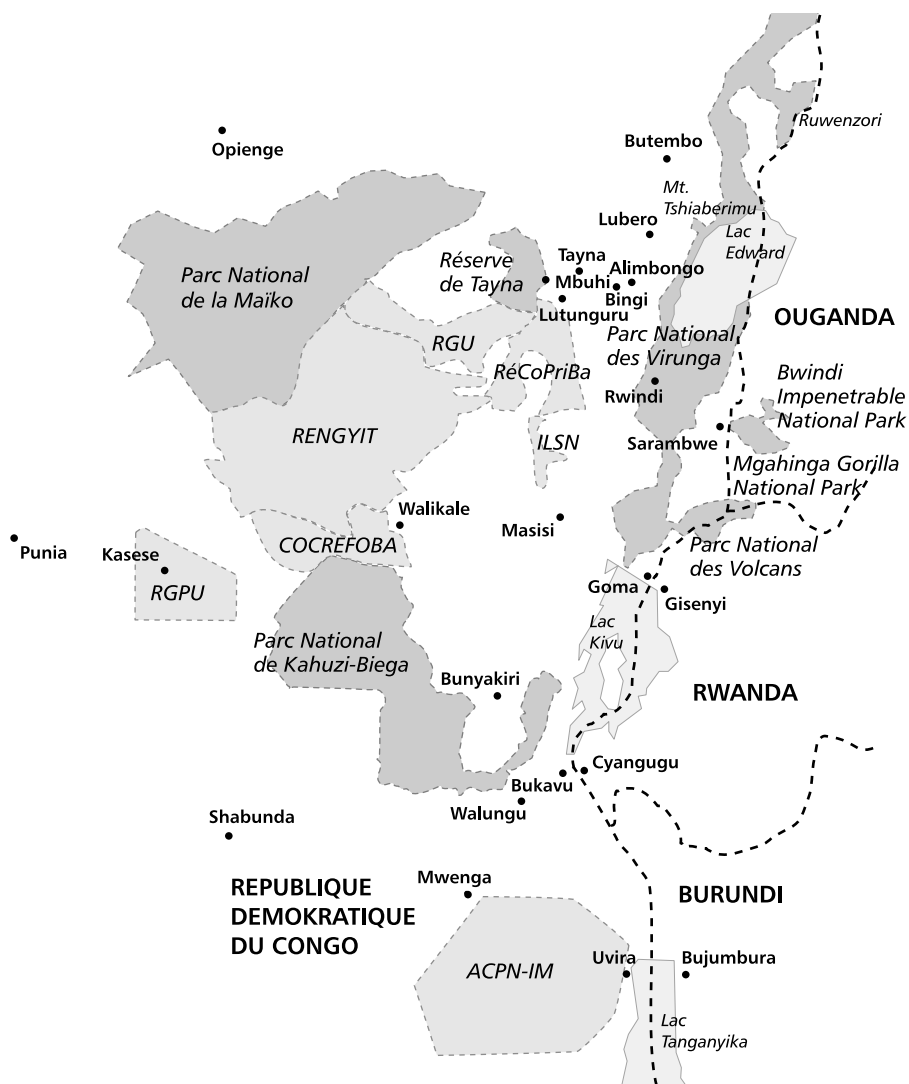 Ruwenzori
Butembo
Opienge
Mt.
Tshiaberimu
Lubero
Lac
Edward
Parc National
de la Maïko
Réserve
de Tayna
Tayna
Mbuhi
Alimbongo
Bingi
Lutunguru
OUGANDA
RGU
Parc National
des Virunga
RéCoPriBa
Rwindi
Bwindi
Impenetrable
National Park
RENGYIT
ILSN
Sarambwe
Mgahinga Gorilla
National Park
Walikale
Masisi
COCREFOBA
Punia
Kasese
RGPU
Parc National
des Volcans
Goma
Gisenyi
Lac
Kivu
Parc National
de Kahuzi-Biega
Bunyakiri
RWANDA
Cyangugu
Bukavu
Walungu
Shabunda
REPUBLIQUE
DEMOKRATIQUE
DU CONGO
Mwenga
BURUNDI
ACPN-IM
Uvira
Bujumbura
Lac
Tanganyika